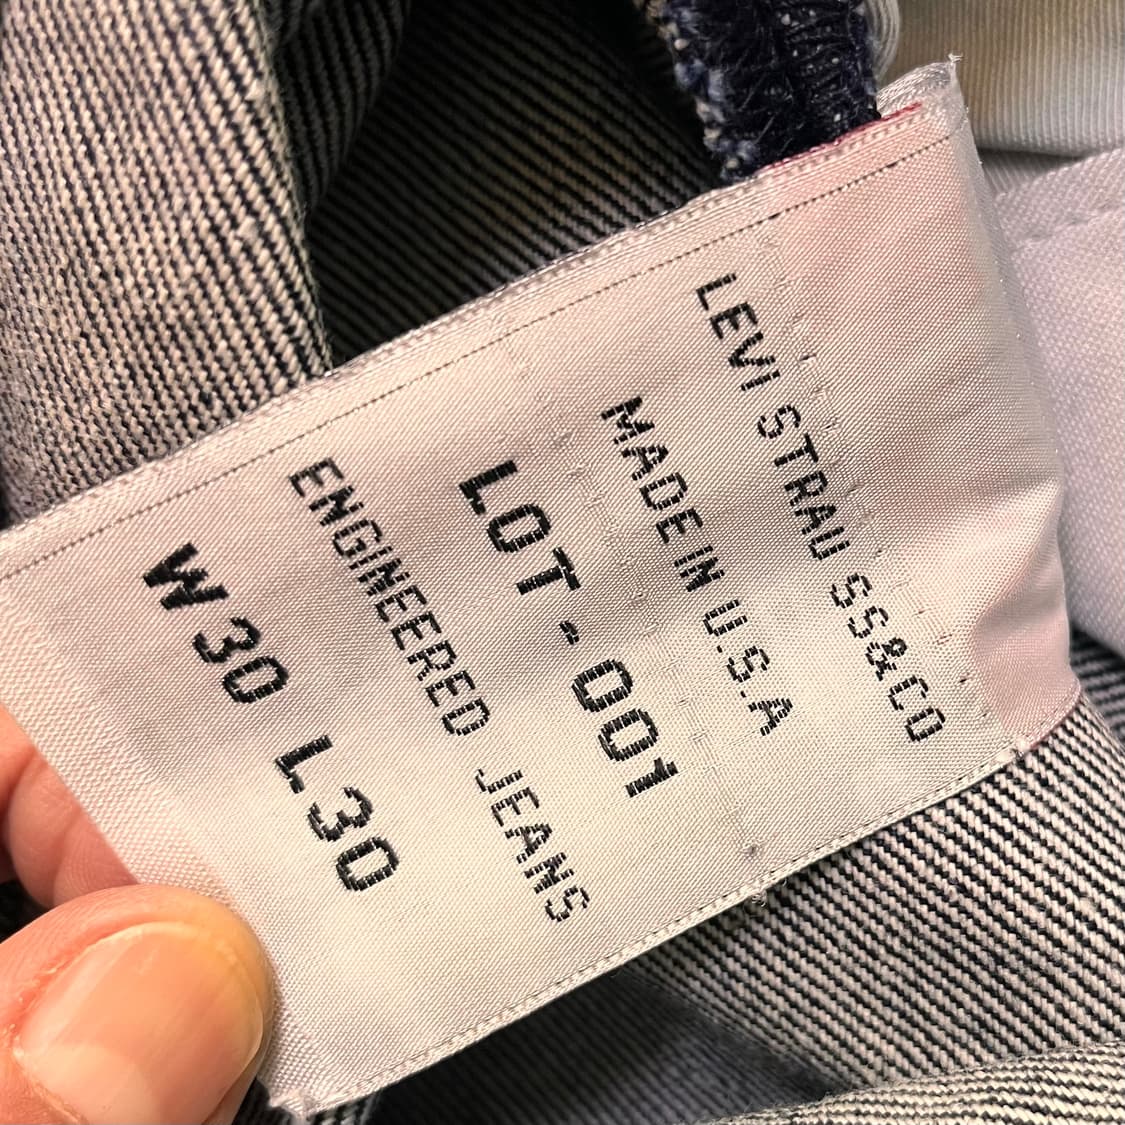 LEVI STRAU SS&CO
MADE IN U.S.A
LOT - 001
ENGINEERED JEANS
W30 L30